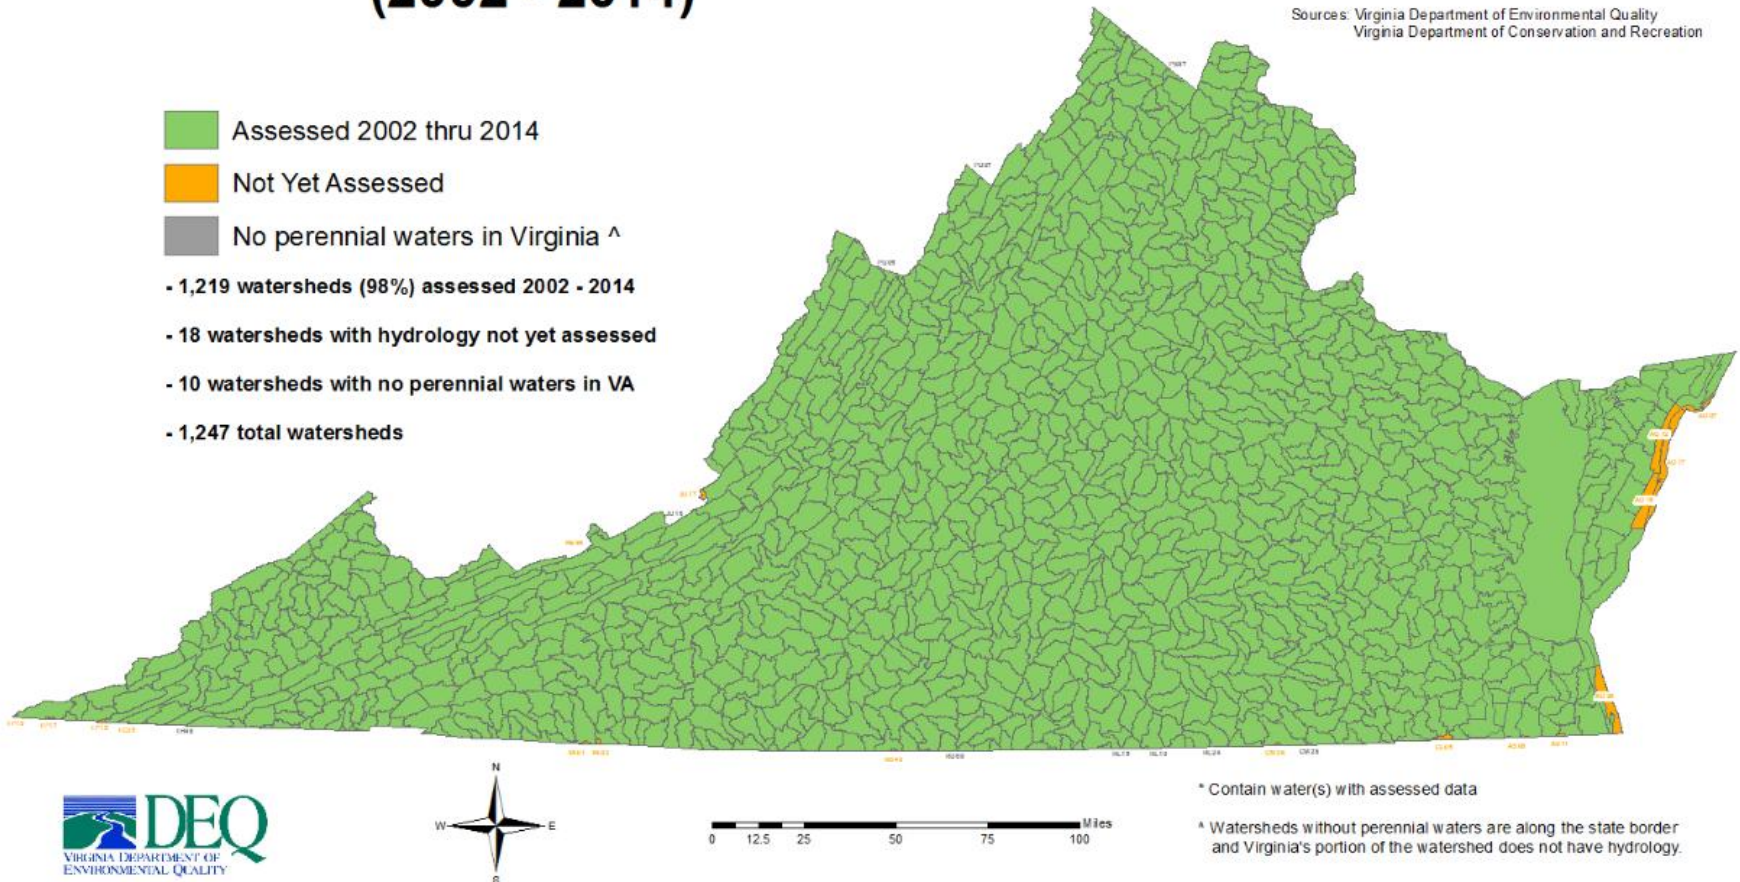 (2002 - 2014)
Sources: Virginia Department of Environmental Quality
Virginia Department of Conservation and Recreation
Assessed 2002 thru 2014
Not Yet Assessed
No perennial waters in Virginia ^
- 1,219 watersheds (98%) assessed 2002 - 2014
- 18 watersheds with hydrology not yet assessed
- 10 watersheds with no perennial waters in VA
- 1,247 total watersheds
N
W
E
S
DEQ
VIRGINIA DEPARTMENT OF
ENVIRONMENTAL QUALITY
0 12.5 25 50 75 100
Miles
* Contain water(s) with assessed data
^ Watersheds without perennial waters are along the state border
and Virginia's portion of the watershed does not have hydrology.